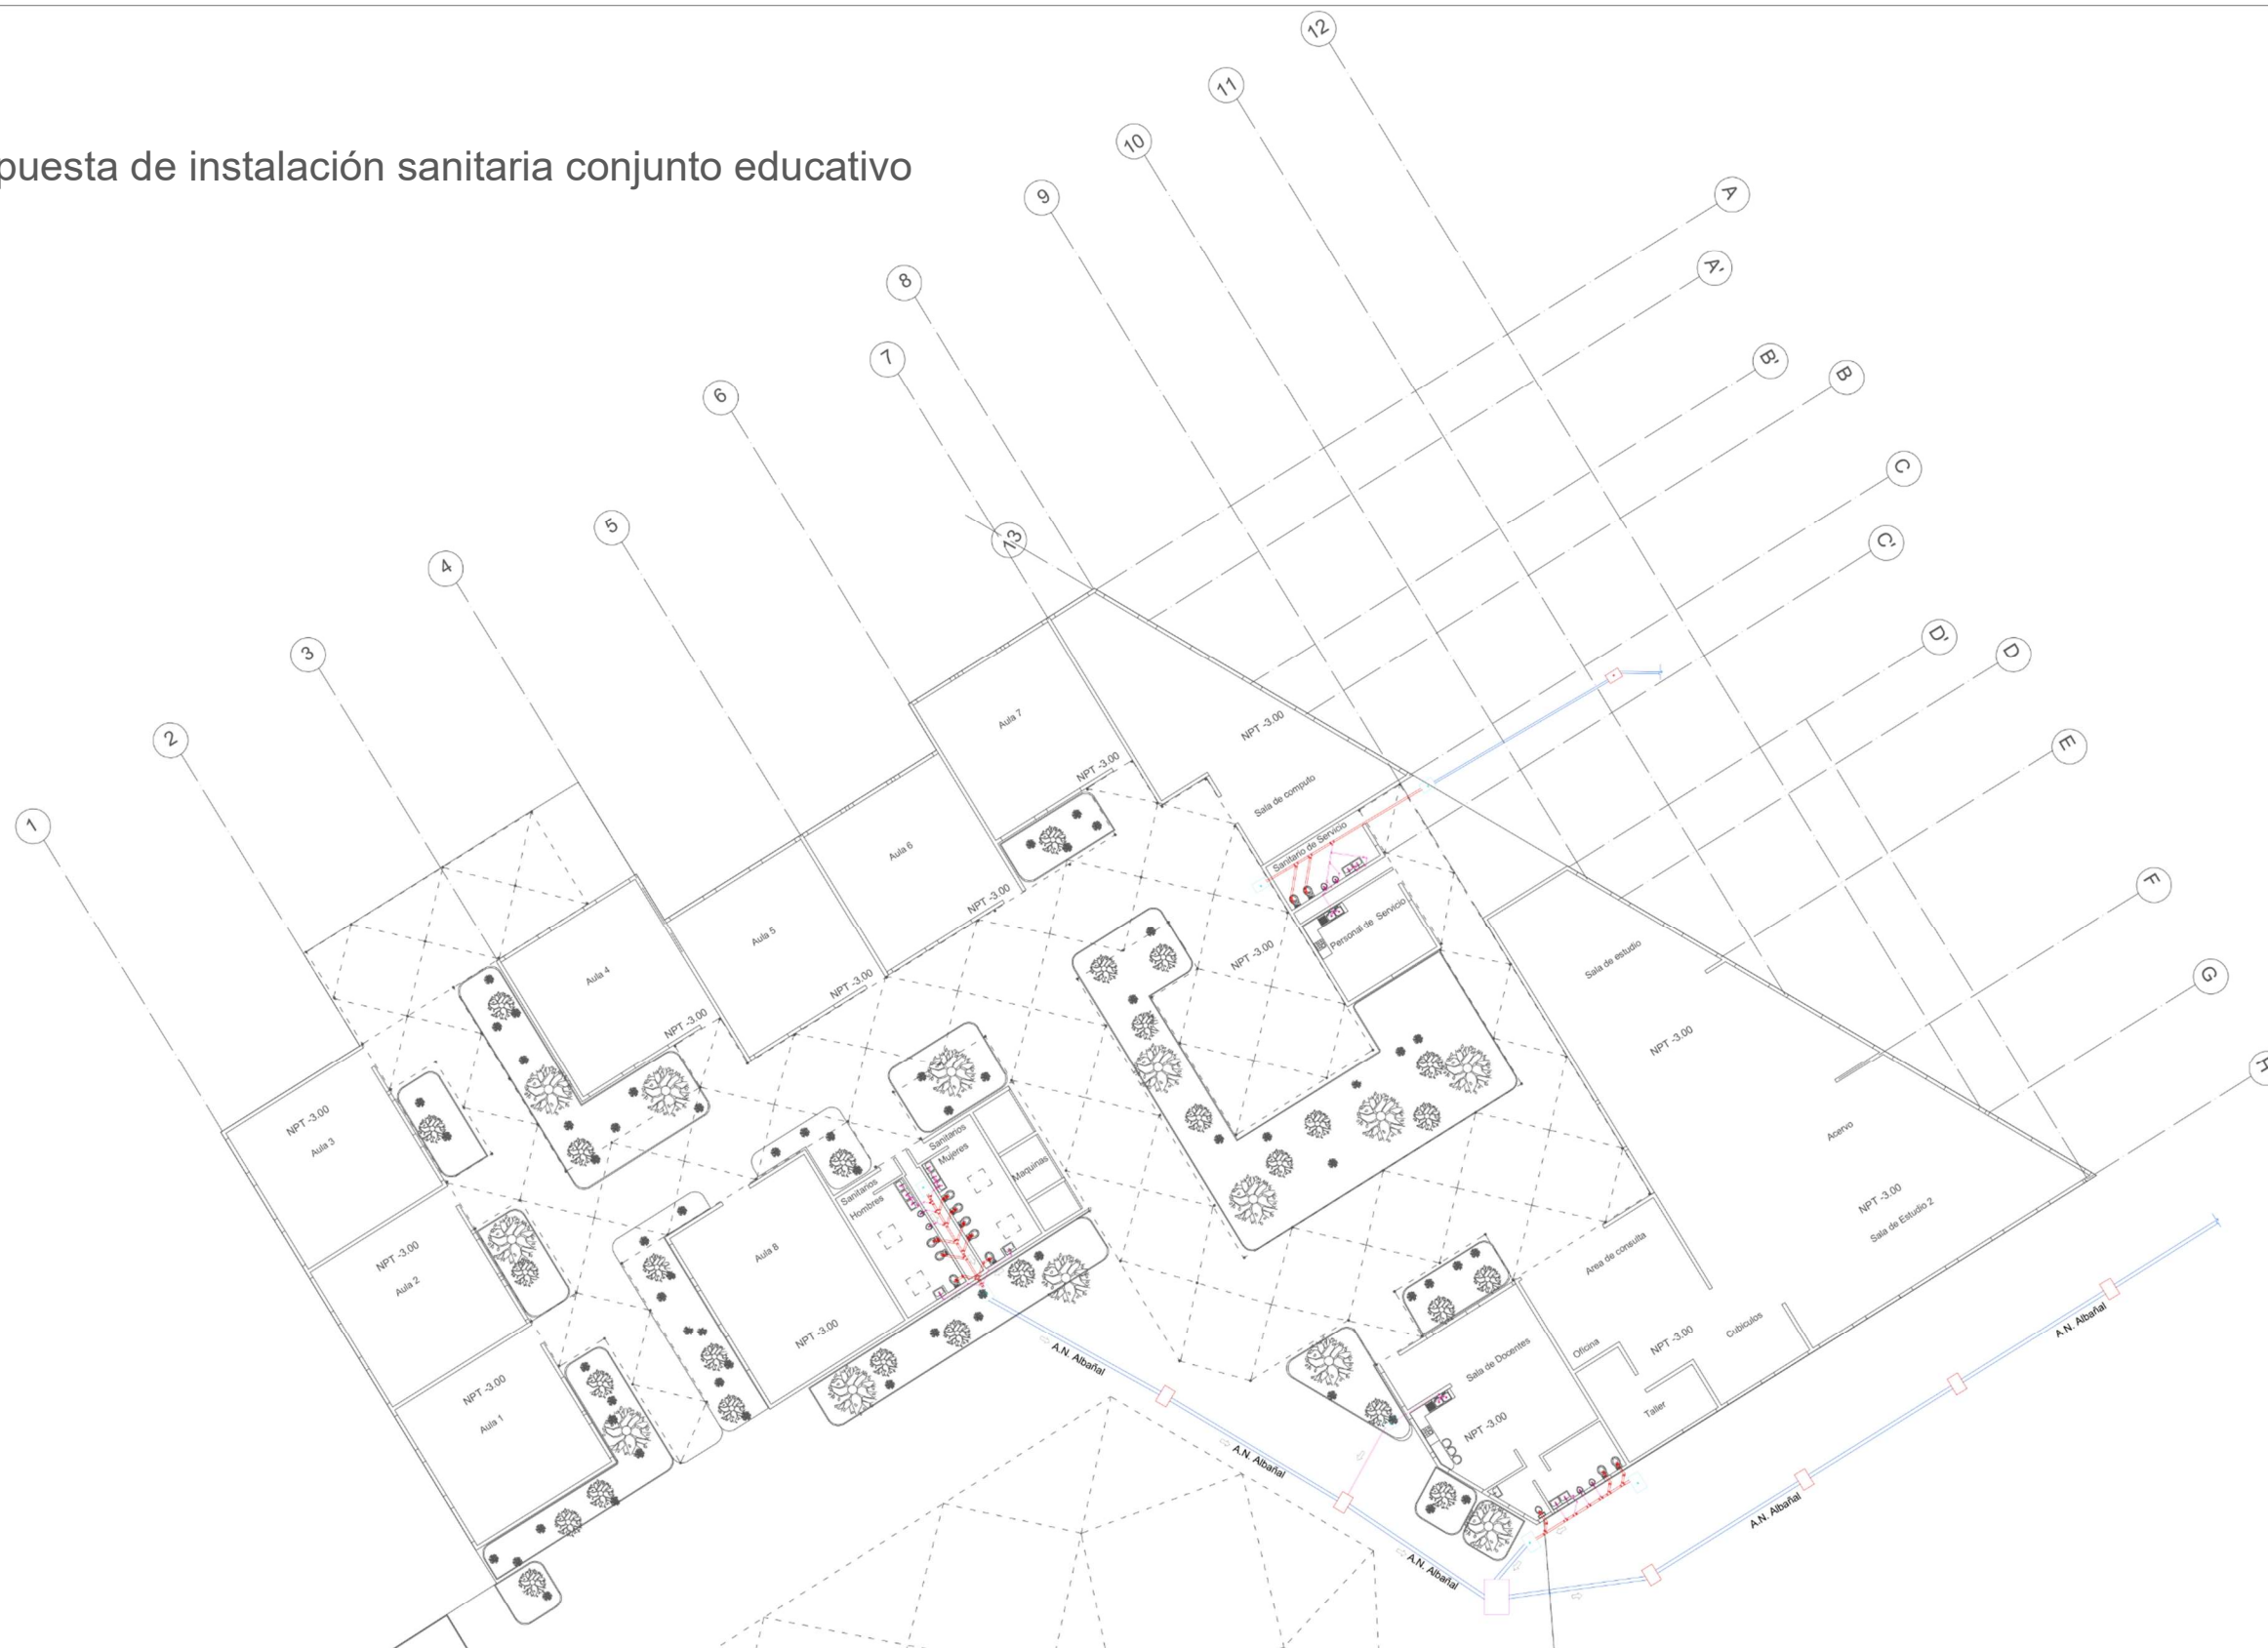 puesta de instalación sanitaria conjunto educativo
12
11
10
9
8
7
6
13
5
4
3
2
1
A
A'
B'
B
C
C'
D'
D
E
F
G
H
Aula 7
NPT -3.00
NPT -3.00
Sala de computo
Sanitario de Servicio
Personal de Servicio
NPT -3.00
Aula 6
NPT -3.00
Aula 5
NPT -3.00
Aula 4
NPT -3.00
NPT -3.00
Aula 3
NPT -3.00
Aula 2
NPT -3.00
Aula 1
Aula 8
NPT -3.00
Sanitarios
Hombres
Sanitarios
Mujeres
Maquinas
Sala de estudio
NPT -3.00
Acervo
NPT -3.00
Sala de Estudio 2
Area de consulta
Oficina
NPT -3.00
Cubiculos
Taller
Sala de Docentes
NPT -3.00
A.N. Albañal
A.N. Albañal
A.N. Albañal
A.N. Albañal
A.N. Albañal